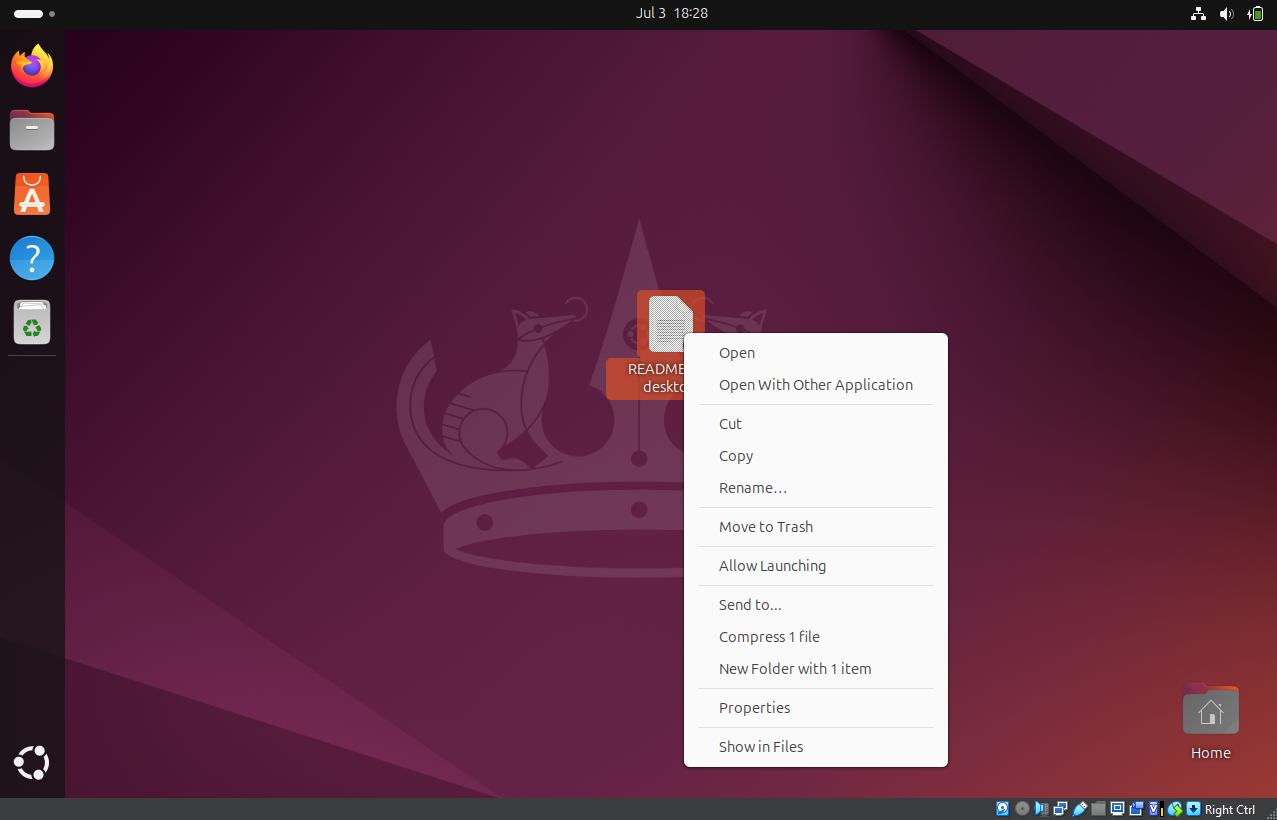 Jul 3 18:28
README
deskto
Open
Open With Other Application
Cut
Copy
Rename…
Move to Trash
Allow Launching
Send to...
Compress 1 file
New Folder with 1 item
Properties
Show in Files
Home
Right Ctrl